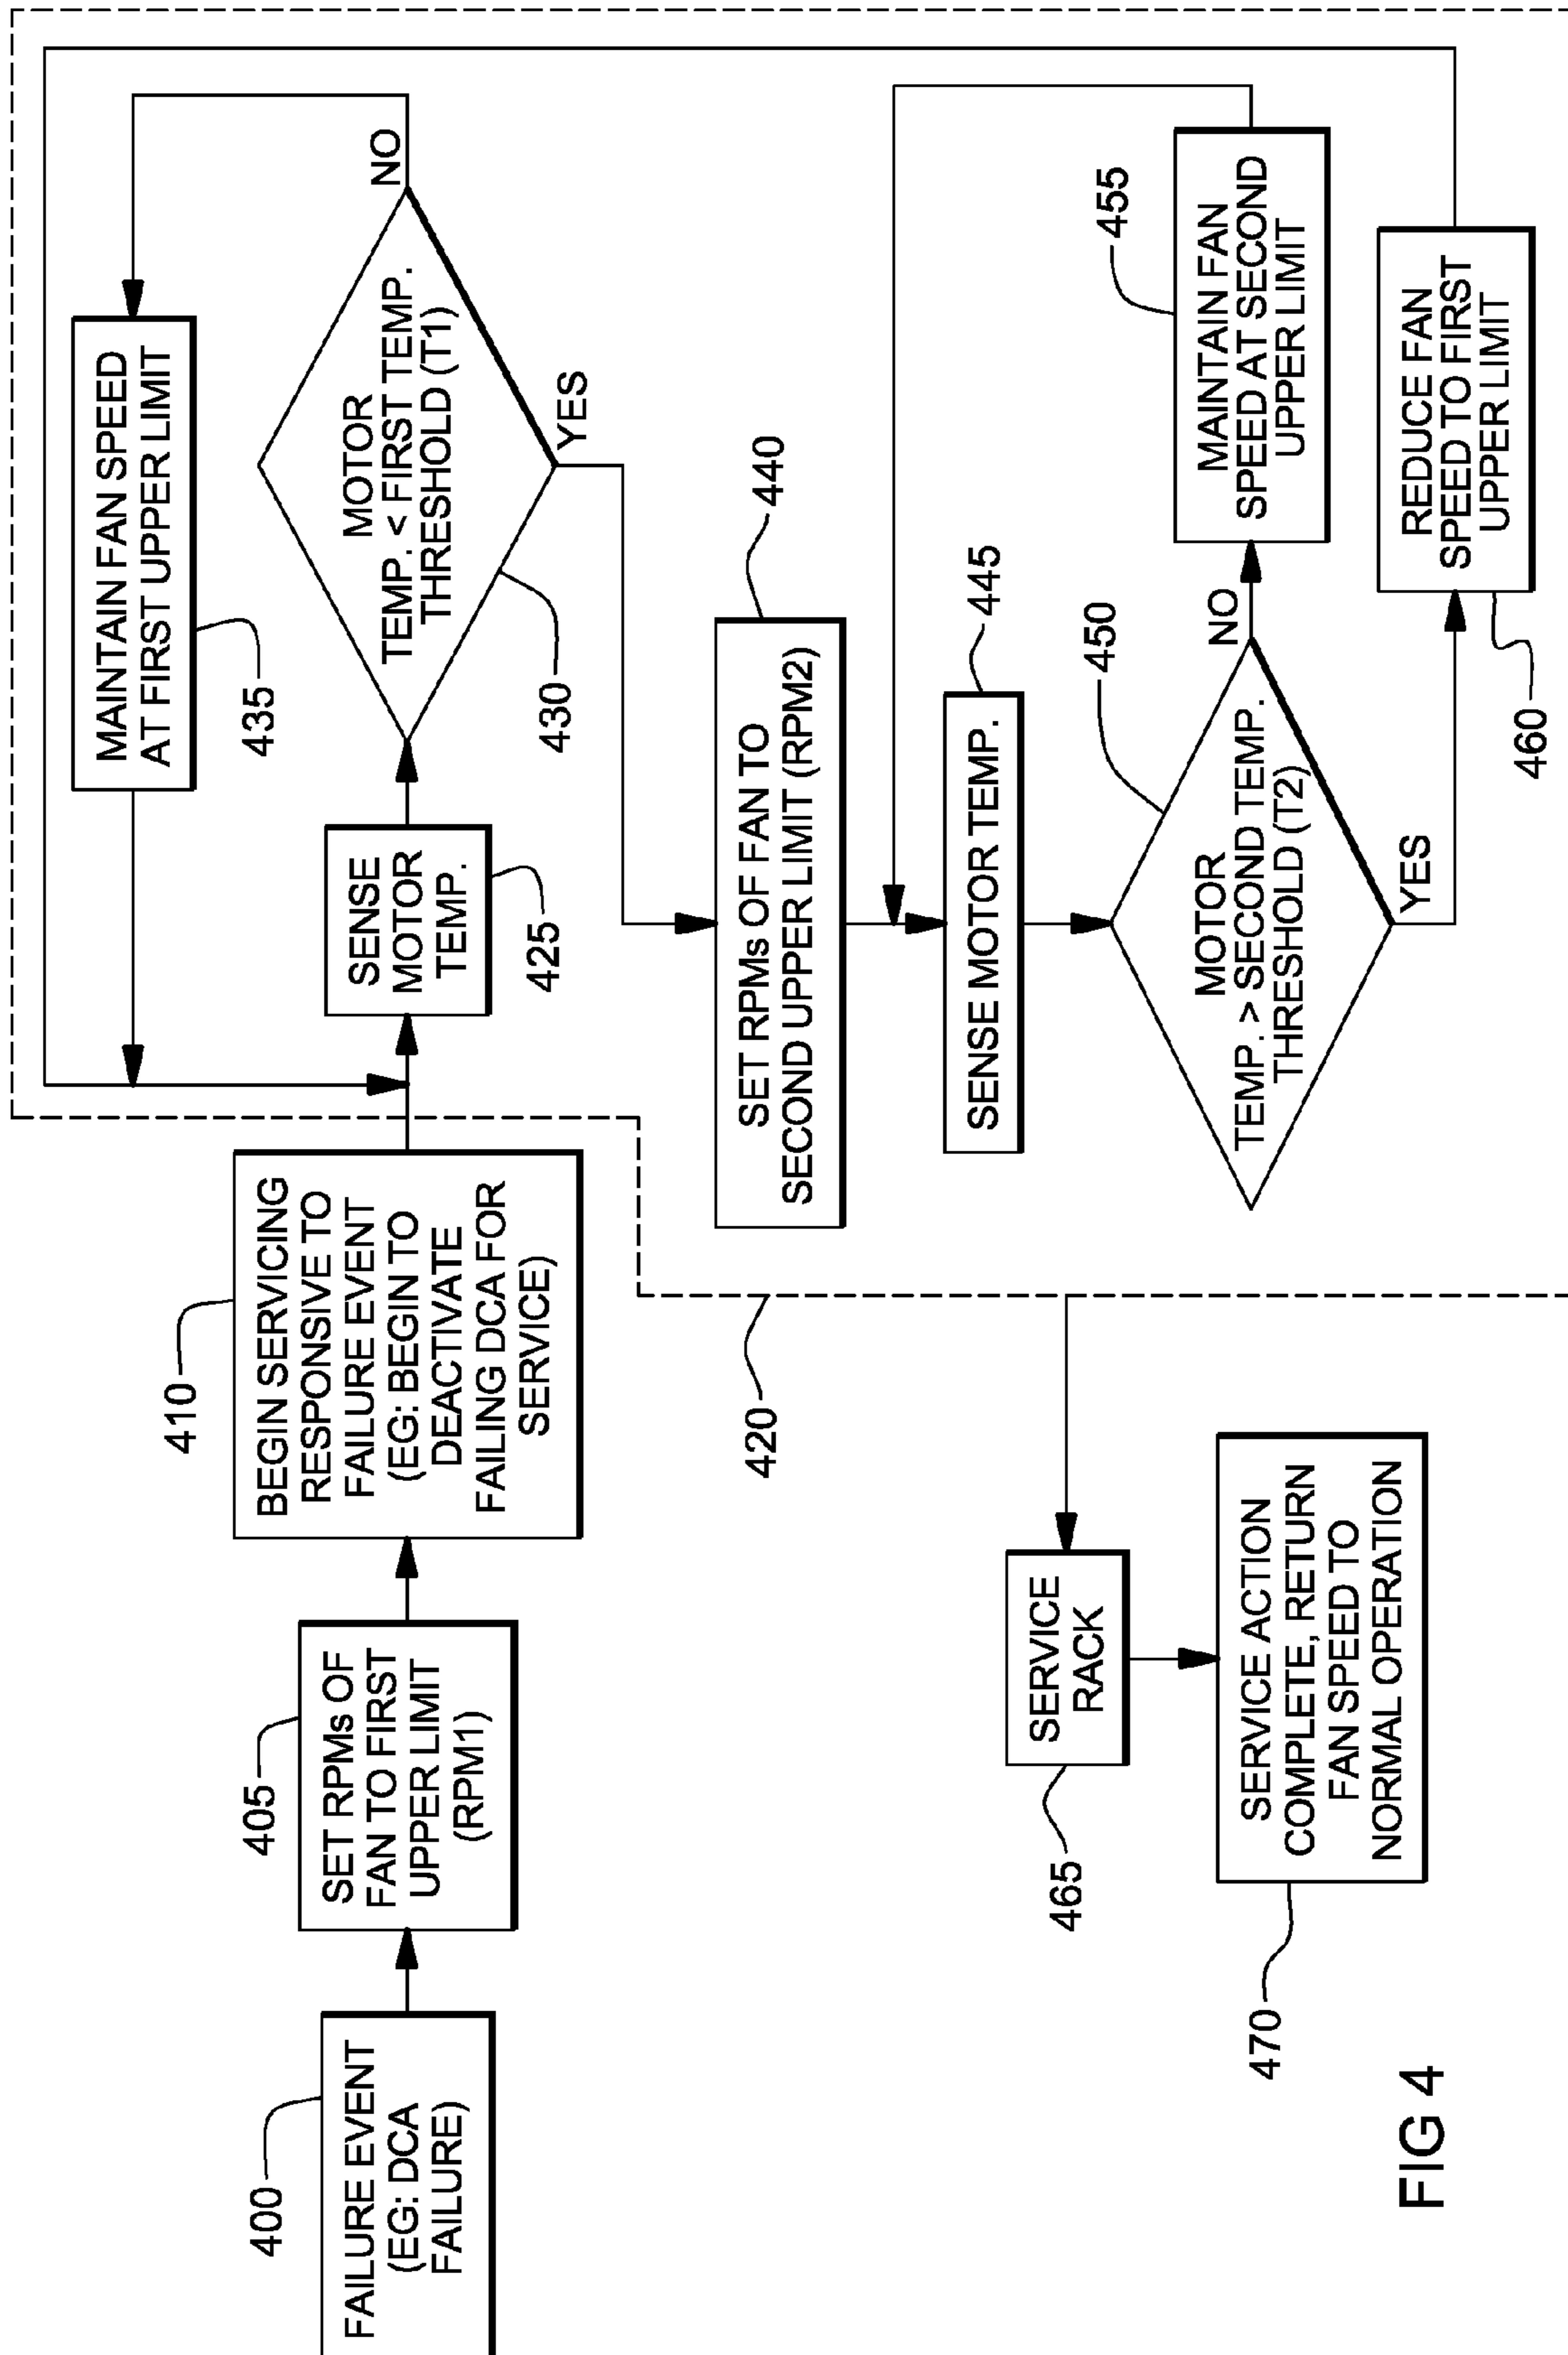 400
FAILURE EVENT
(EG: DCA
FAILURE)
405
SET RPMs OF
FAN TO FIRST
UPPER LIMIT
(RPM1)
410
BEGIN SERVICING
RESPONSIVE TO
FAILURE EVENT
(EG: BEGIN TO
DEACTIVATE
FAILING DCA FOR
SERVICE)
SENSE
MOTOR
TEMP.
425
MAINTAIN FAN SPEED
AT FIRST UPPER LIMIT
435
MOTOR
TEMP. < FIRST TEMP.
THRESHOLD (T1)
430
NO
YES
440
SET RPMs OF FAN TO
SECOND UPPER LIMIT (RPM2)
445
SENSE MOTOR TEMP.
450
MOTOR
TEMP. > SECOND TEMP.
THRESHOLD (T2)
NO
YES
455
MAINTAIN FAN
SPEED AT SECOND
UPPER LIMIT
REDUCE FAN
SPEED TO FIRST
UPPER LIMIT
460
420
SERVICE
RACK
465
SERVICE ACTION
COMPLETE, RETURN
FAN SPEED TO
NORMAL OPERATION
470
FIG 4